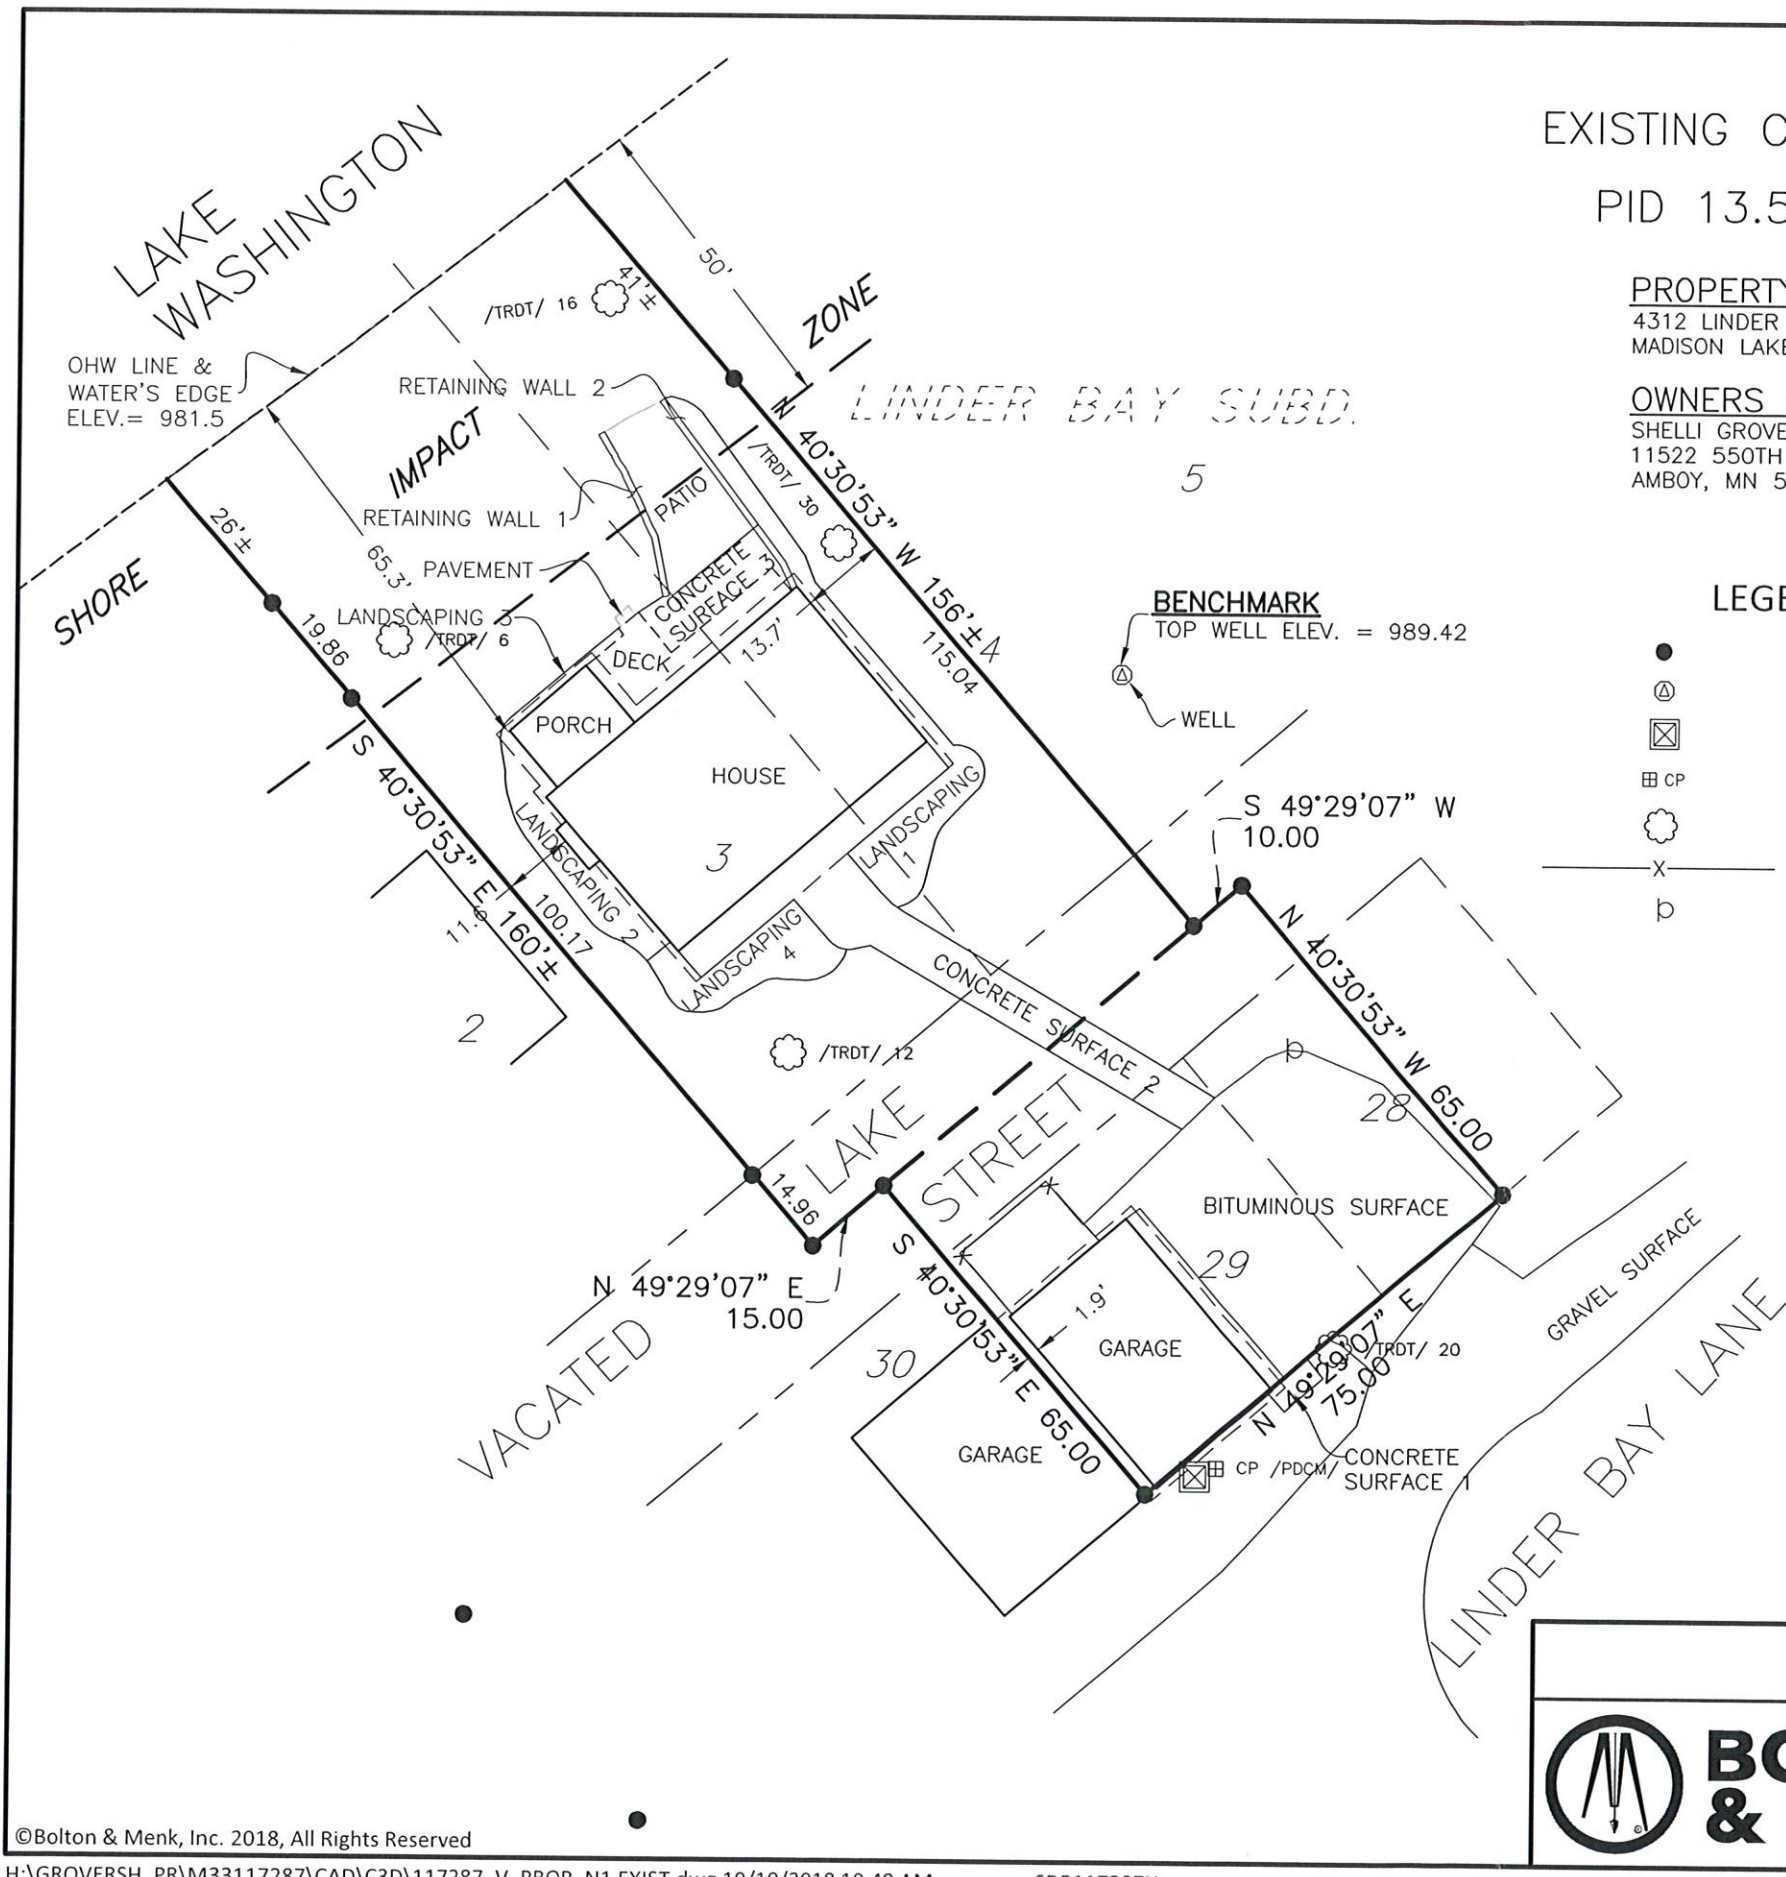 EXISTING C
PID 13.5
LAKE
WASHINGTON
50'
41'±
/TRDT/ 16
ZONE
PROPERTY
4312 LINDER
MADISON LAKE
OHW LINE &
WATER'S EDGE
ELEV.= 981.5
RETAINING WALL 2
LINDER BAY SUBD.
OWNERS
SHELLI GROVE
11522 550TH
AMBOY, MN 5
IMPACT
/TRDT/ 30
5
PATIO
RETAINING WALL 1
26'±
65.3'
N 40°30'53" W 156'±
115.04
4
PAVEMENT
CONCRETE
SURFACE 3
SHORE
LANDSCAPING 3
/TRDT/ 6
19.86
DECK
13.7'
BENCHMARK
TOP WELL ELEV. = 989.42
WELL
LEGE
CP
X
PORCH
HOUSE
S 40°30'53" E 160'±
100.17
LANDSCAPING 2
LANDSCAPING
1
3
S 49°29'07" W
10.00
11.6
LANDSCAPING
4
2
CONCRETE SURFACE 2
N 40°30'53" W 65.00
/TRDT/ 12
28
LAKE
STREET
14.96
X
X
BITUMINOUS SURFACE
29
N 49°29'07" E
15.00
S 40°30'53" E 65.00
1.9'
GARAGE
GRAVEL SURFACE
VACATED
30
/TRDT/ 20
N 49°29'07" E
75.00
GARAGE
CP /PDCM/
CONCRETE
SURFACE 1
LINDER BAY LANE
BO
&
©Bolton & Menk, Inc. 2018, All Rights Reserved